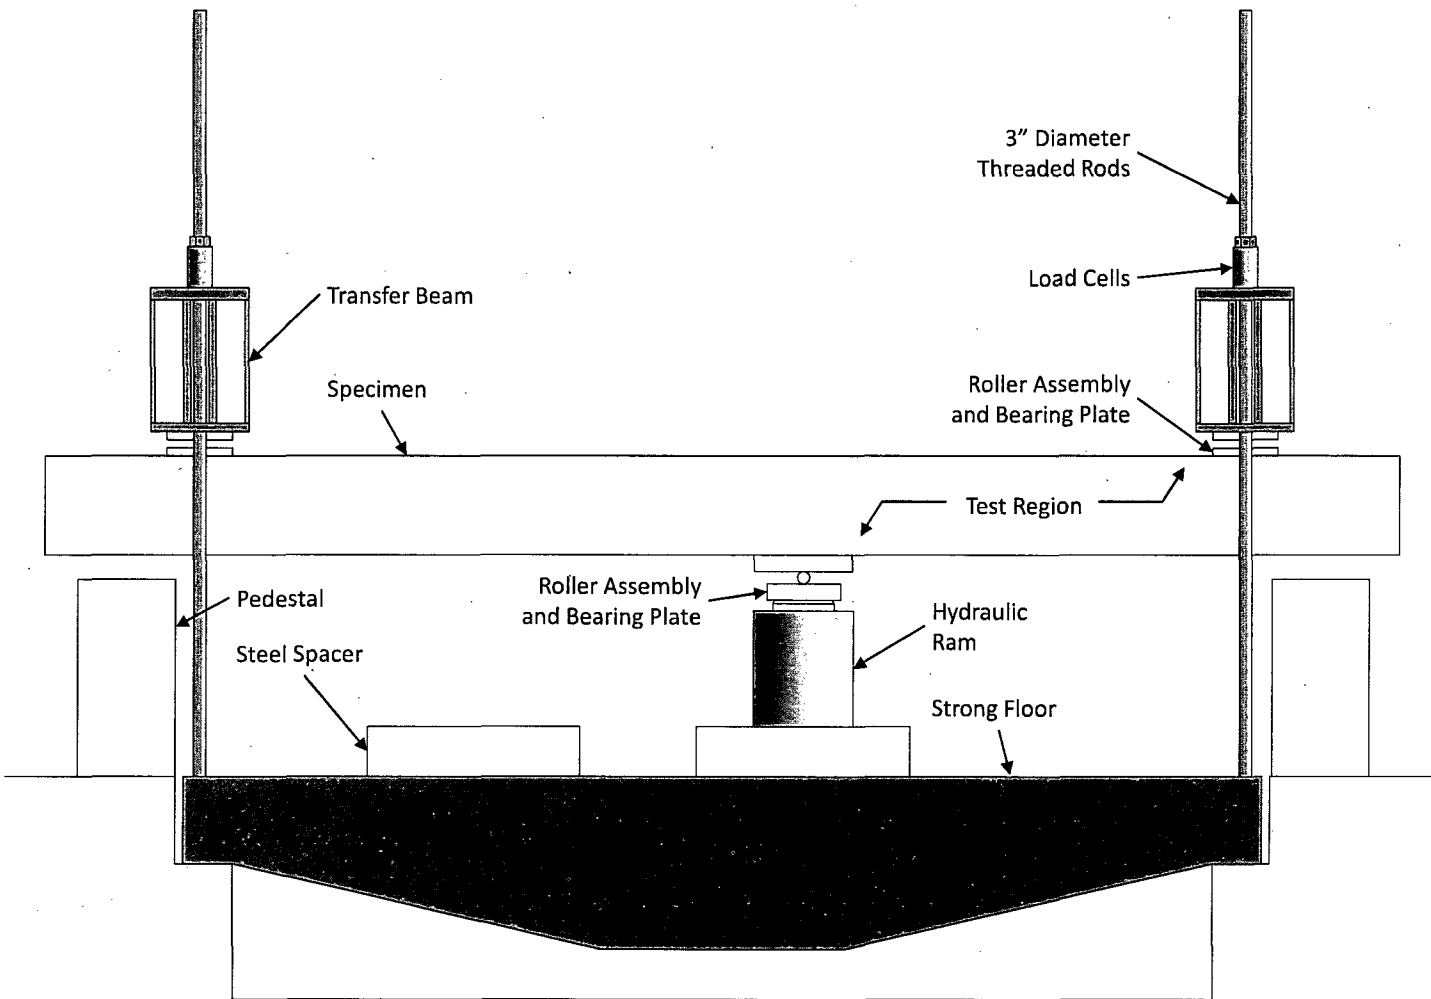 3” Diameter
Threaded Rods
Load Cells
Transfer Beam
Specimen
Roller Assembly
and Bearing Plate
Test Region
Roller Assembly
and Bearing Plate
Pedestal
Hydraulic
Ram
Steel Spacer
Strong Floor